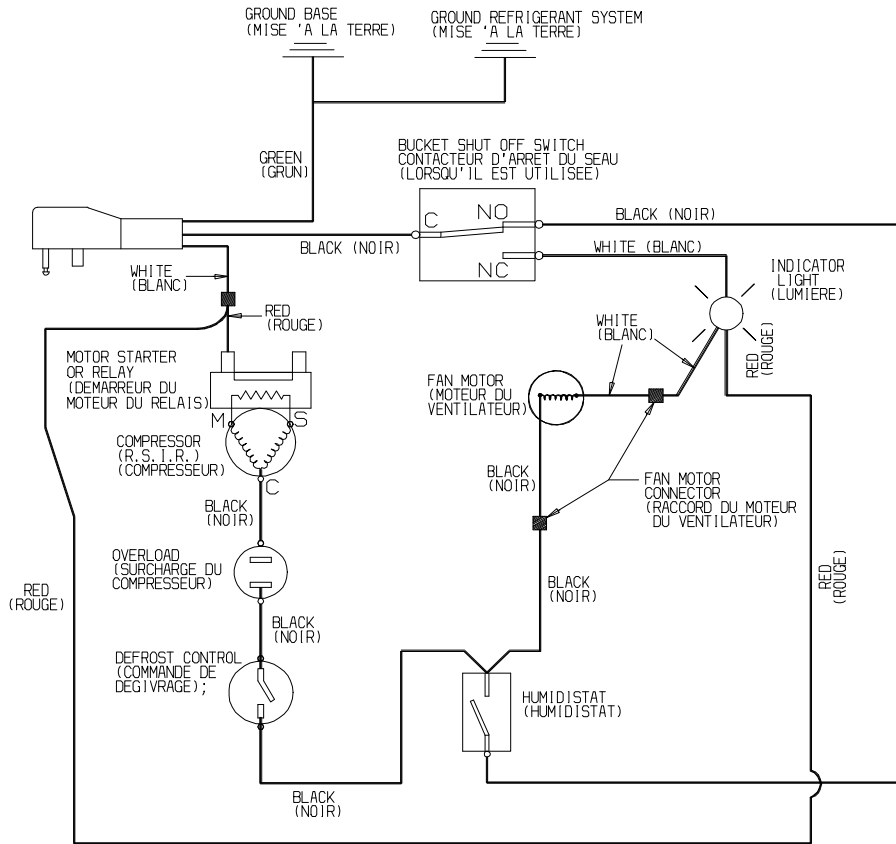 GROUND BASE
(MISE 'A LA TERRE)
GROUND REFRIGERANT SYSTEM
(MISE 'A LA TERRE)
GREEN
(GRUN)
BUCKET SHUT OFF SWITCH
CONTACTEUR D'ARRET DU SEAU
(LORSQU'IL EST UTILISEE)
C
NO
NC
BLACK (NOIR)
BLACK (NOIR)
WHITE (BLANC)
WHITE
(BLANC)
INDICATOR
LIGHT
(LUMIERE)
RED
(ROUGE)
WHITE
(BLANC)
RED
(ROUGE)
MOTOR STARTER
OR RELAY
(DEMARREUR DU
MOTEUR DU RELAIS)
M
S
FAN MOTOR
(MOTEUR DU
VENTILATEUR)
COMPRESSOR
(R.S.I.R.)
(COMPRESSEUR)
C
BLACK
(NOIR)
BLACK
(NOIR)
FAN MOTOR
CONNECTOR
(RACCORD DU MOTEUR
DU VENTILATEUR)
OVERLOAD
(SURCHARGE DU
COMPRESSEUR)
RED
(ROUGE)
BLACK
(NOIR)
RED
(ROUGE)
BLACK
(NOIR)
DEFROST CONTROL
(COMMANDE DE
DEGIVRAGE);
HUMIDISTAT
(HUMIDISTAT)
BLACK
(NOIR)